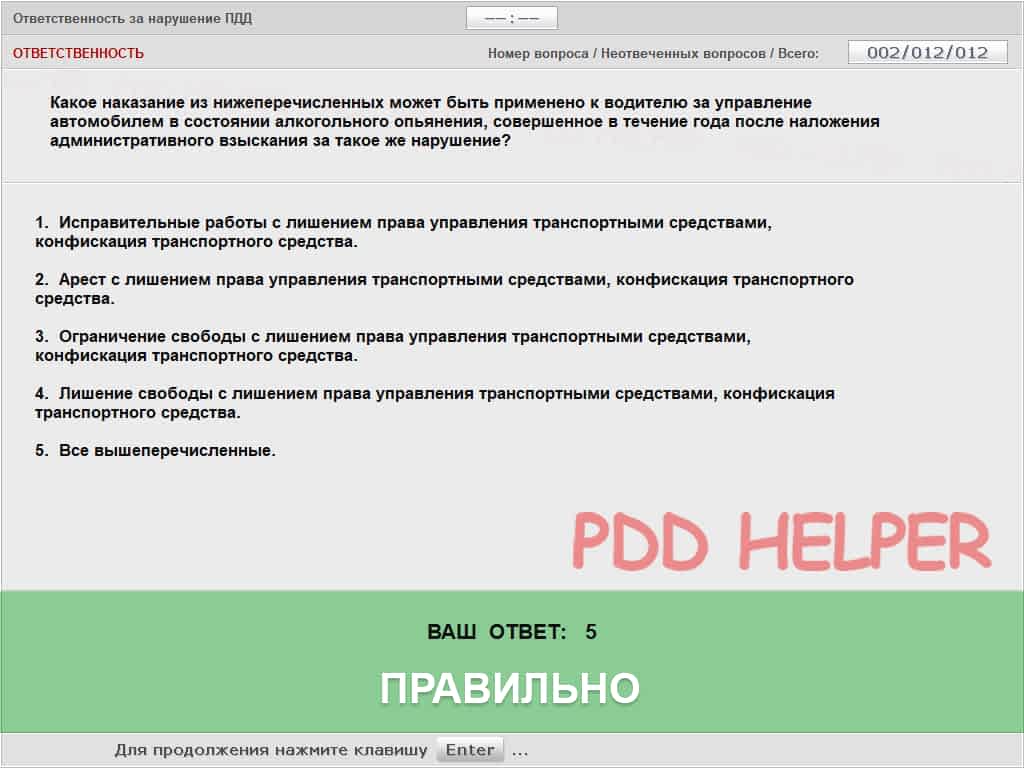 Ответственность за нарушение ПДД
––:––
ОТВЕТСТВЕННОСТЬ
Номер вопроса / Неотвеченных вопросов / Всего:
002/012/012
Какое наказание из нижеперечисленных может быть применено к водителю за управление
автомобилем в состоянии алкогольного опьянения, совершенное в течение года после наложения
административного взыскания за такое же нарушение?
1. Исправительные работы с лишением права управления транспортными средствами,
конфискация транспортного средства.
2. Арест с лишением права управления транспортными средствами, конфискация транспортного
средства.
3. Ограничение свободы с лишением права управления транспортными средствами,
конфискация транспортного средства.
4. Лишение свободы с лишением права управления транспортными средствами, конфискация
транспортного средства.
5. Все вышеперечисленные.
PDD HELPER
ВАШ ОТВЕТ: 5
ПРАВИЛЬНО
Для продолжения нажмите клавишу Enter ...